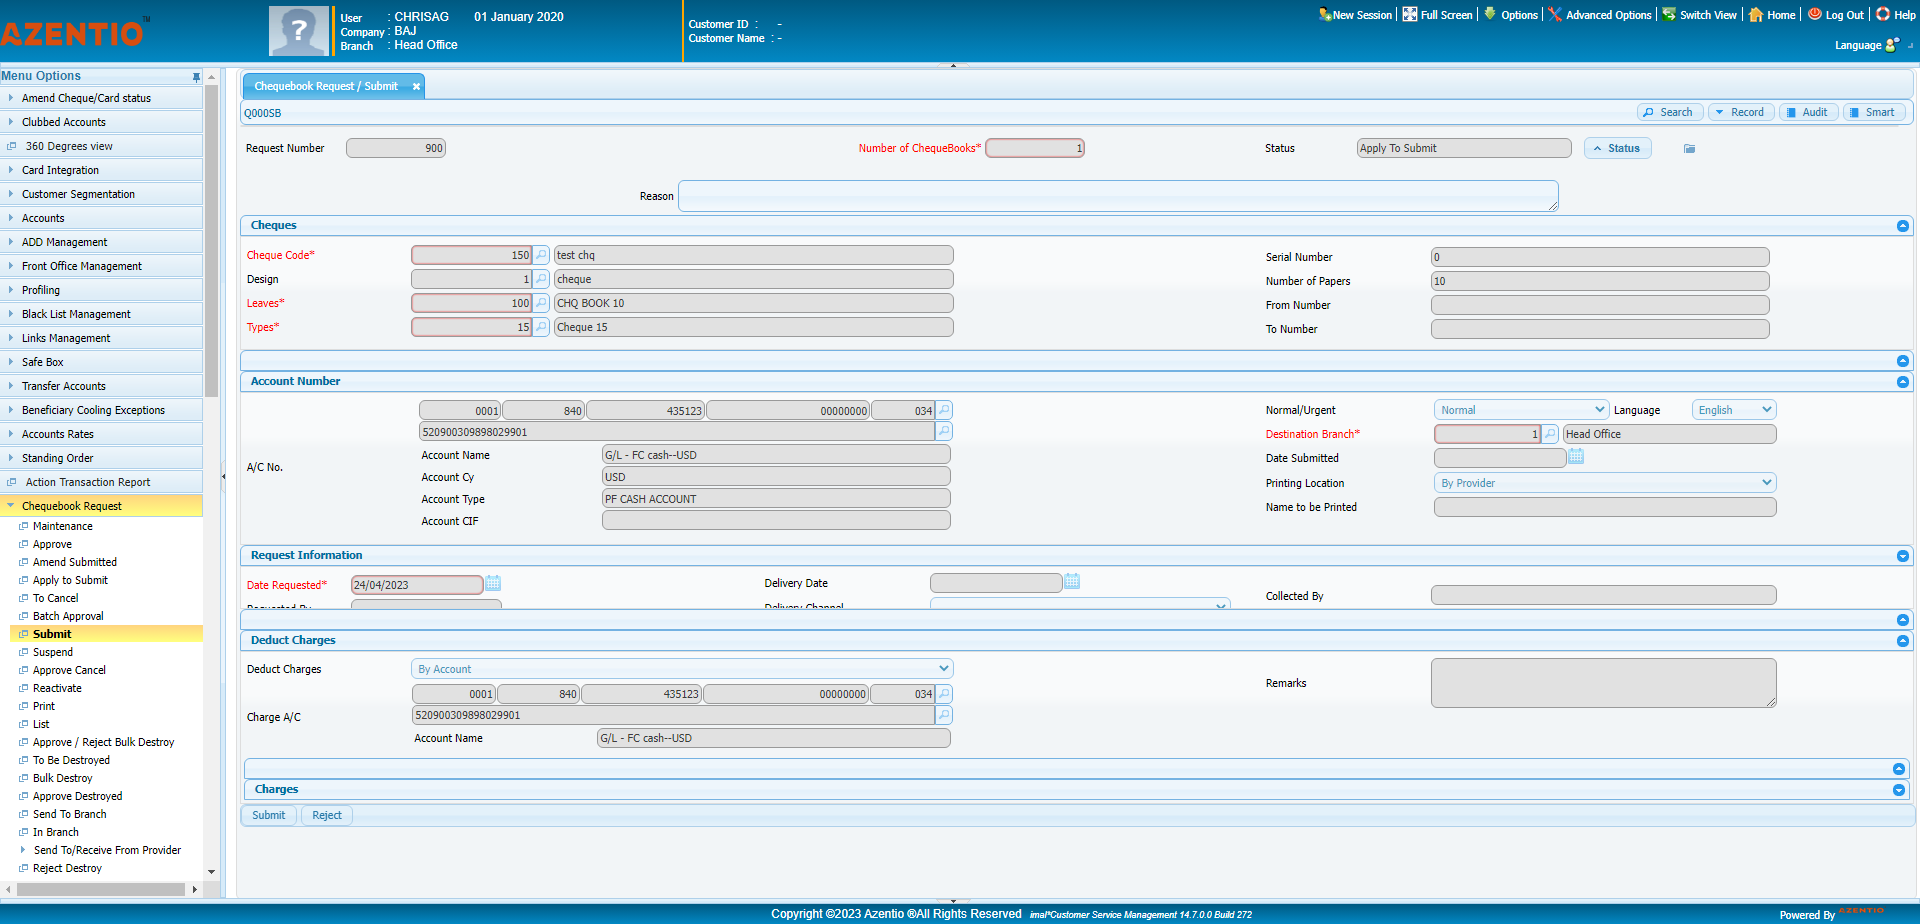 AZENTIO™
User : CHRISAG 01 January 2020
Company : BAJ
Branch : Head Office
Customer ID : -
Customer Name : -
New Session Full Screen Options Advanced Options Switch View Home Log Out Help
Language
Menu Options
Amend Cheque/Card status
Clubbed Accounts
360 Degrees view
Card Integration
Customer Segmentation
Accounts
ADD Management
Front Office Management
Profiling
Black List Management
Links Management
Safe Box
Transfer Accounts
Beneficiary Cooling Exceptions
Accounts Rates
Standing Order
Action Transaction Report
Chequebook Request
Maintenance
Approve
Amend Submitted
Apply to Submit
To Cancel
Batch Approval
Submit
Suspend
Approve Cancel
Reactivate
Print
List
Approve / Reject Bulk Destroy
To Be Destroyed
Bulk Destroy
Approve Destroyed
Send To Branch
In Branch
Send To/Receive From Provider
Reject Destroy
Chequebook Request / Submit
Q000SB Search Record Audit Smart
Request Number 900 Number of ChequeBooks* 1 Status Apply To Submit Status
Reason
Cheques
Cheque Code* 150 test chq
Design 1 cheque
Leaves* 100 CHQ BOOK 10
Types* 15 Cheque 15
Serial Number 0
Number of Papers 10
From Number
To Number
Account Number
0001 840 435123 00000000 034
520900309898029901
A/C No.
Account Name G/L - FC cash--USD
Account Cy USD
Account Type PF CASH ACCOUNT
Account CIF
Normal/Urgent Normal Language English
Destination Branch* 1 Head Office
Date Submitted
Printing Location By Provider
Name to be Printed
Request Information
Date Requested* 24/04/2023 Delivery Date
Requested By Delivery Channel
Collected By
Deduct Charges
Deduct Charges By Account
0001 840 435123 00000000 034
Charge A/C 520900309898029901
Account Name G/L - FC cash--USD
Remarks
Charges
Submit Reject
Copyright ©2023 Azentio ®All Rights Reserved imal*Customer Service Management 14.7.0.0 Build 272
Powered By AZENTIO